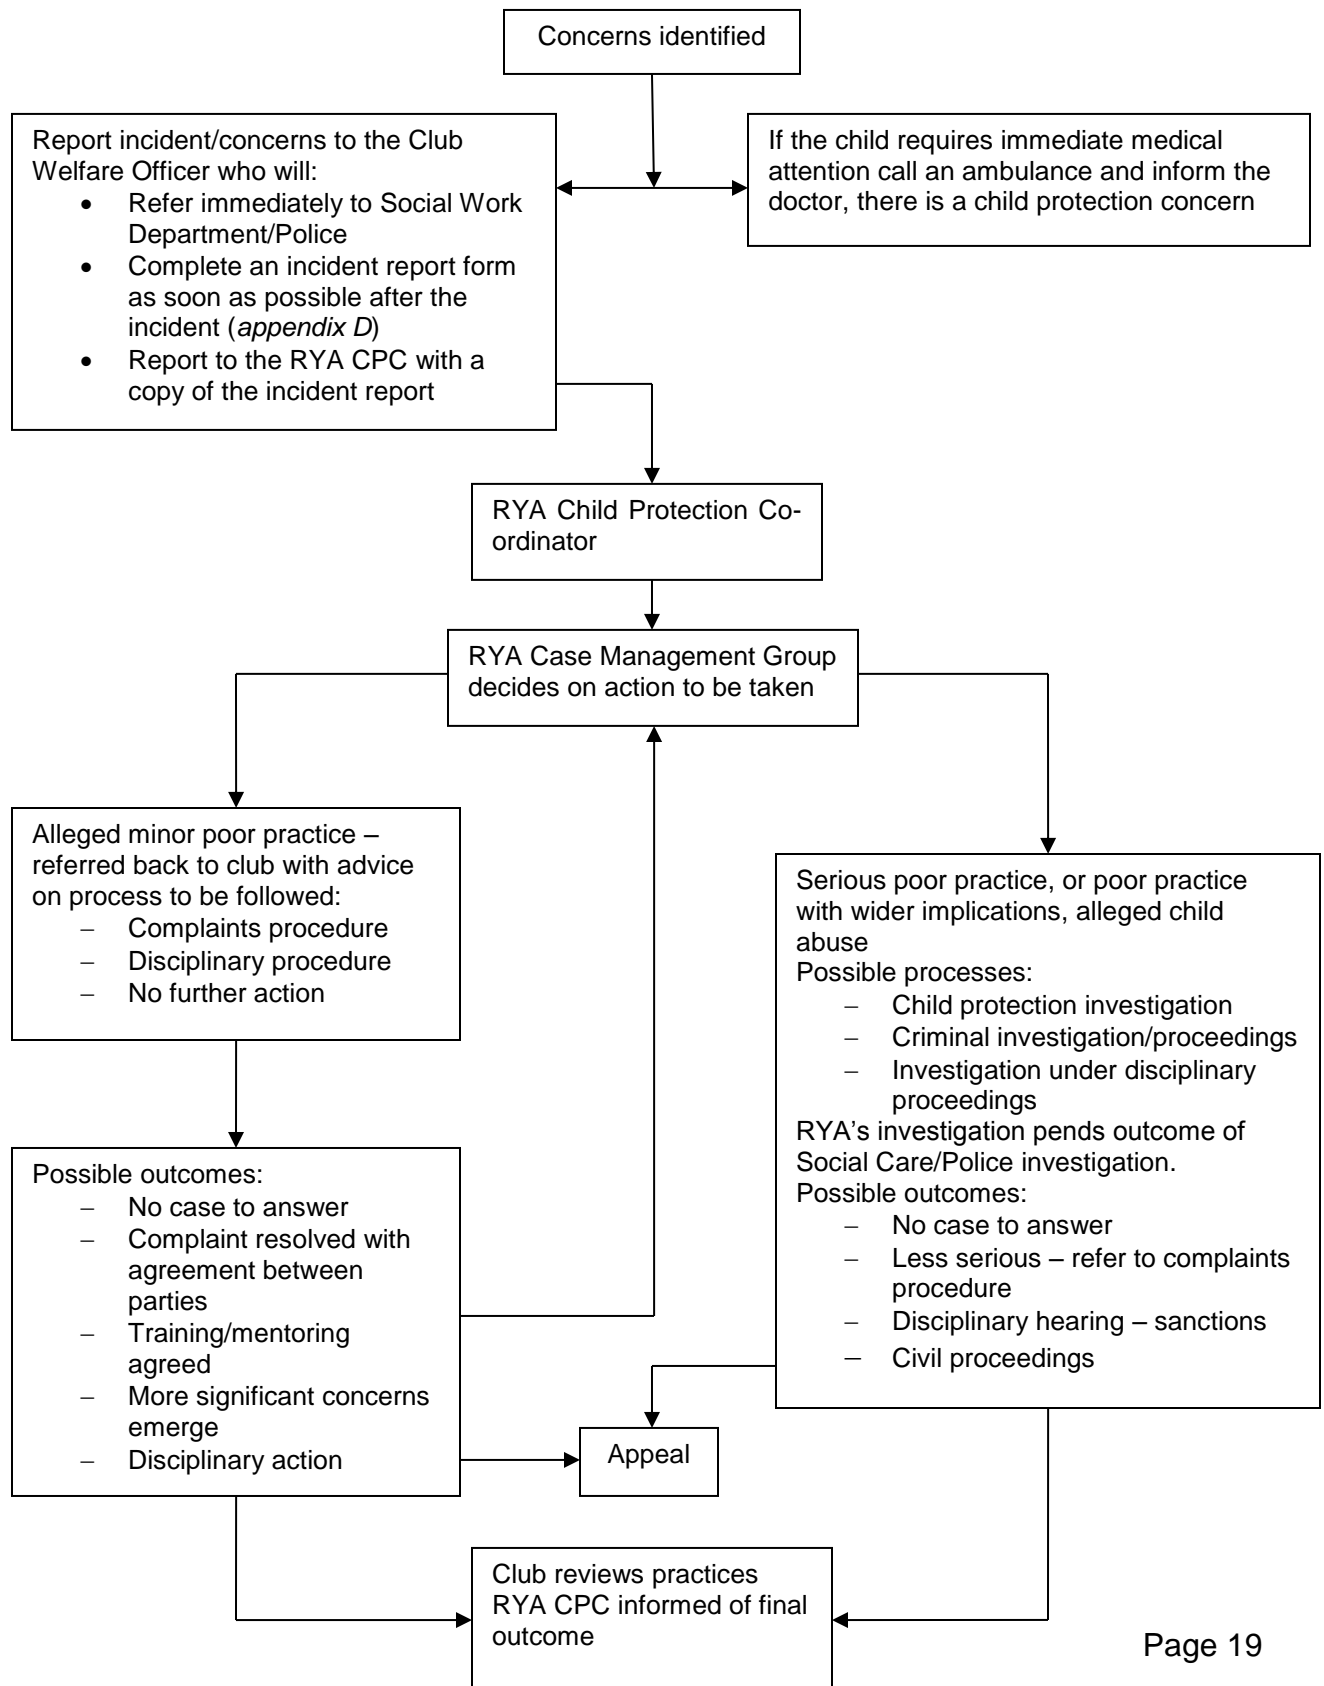 Concerns identified
Report incident/concerns to the Club
Welfare Officer who will:
• Refer immediately to Social Work
Department/Police
• Complete an incident report form
as soon as possible after the
incident (appendix D)
• Report to the RYA CPC with a
copy of the incident report
If the child requires immediate medical
attention call an ambulance and inform the
doctor, there is a child protection concern
RYA Child Protection Co-
ordinator
RYA Case Management Group
decides on action to be taken
Alleged minor poor practice –
referred back to club with advice
on process to be followed:
– Complaints procedure
– Disciplinary procedure
– No further action
Serious poor practice, or poor practice
with wider implications, alleged child
abuse
Possible processes:
– Child protection investigation
– Criminal investigation/proceedings
– Investigation under disciplinary
proceedings
RYA’s investigation pends outcome of
Social Care/Police investigation.
Possible outcomes:
– No case to answer
– Less serious – refer to complaints
procedure
– Disciplinary hearing – sanctions
– Civil proceedings
Possible outcomes:
– No case to answer
– Complaint resolved with
agreement between
parties
– Training/mentoring
agreed
– More significant concerns
emerge
– Disciplinary action
Appeal
Club reviews practices
RYA CPC informed of final
outcome
Page 19